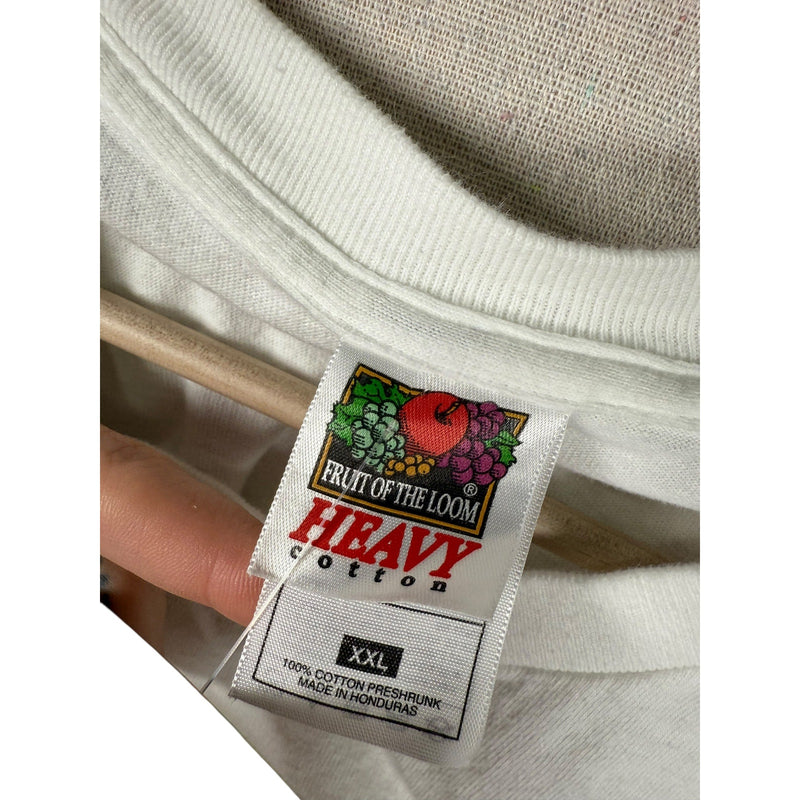 FRUIT OF THE LOOM ®
HEAVY
cotton
XXL
100% COTTON PRESHRUNK
MADE IN HONDURAS